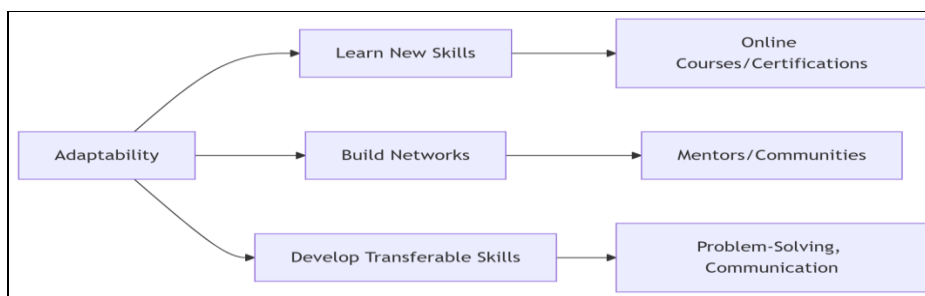 Learn New Skills
Online
Courses/Certifications
Adaptability
Build Networks
Mentors/Communities
Develop Transferable Skills
Problem-Solving,
Communication